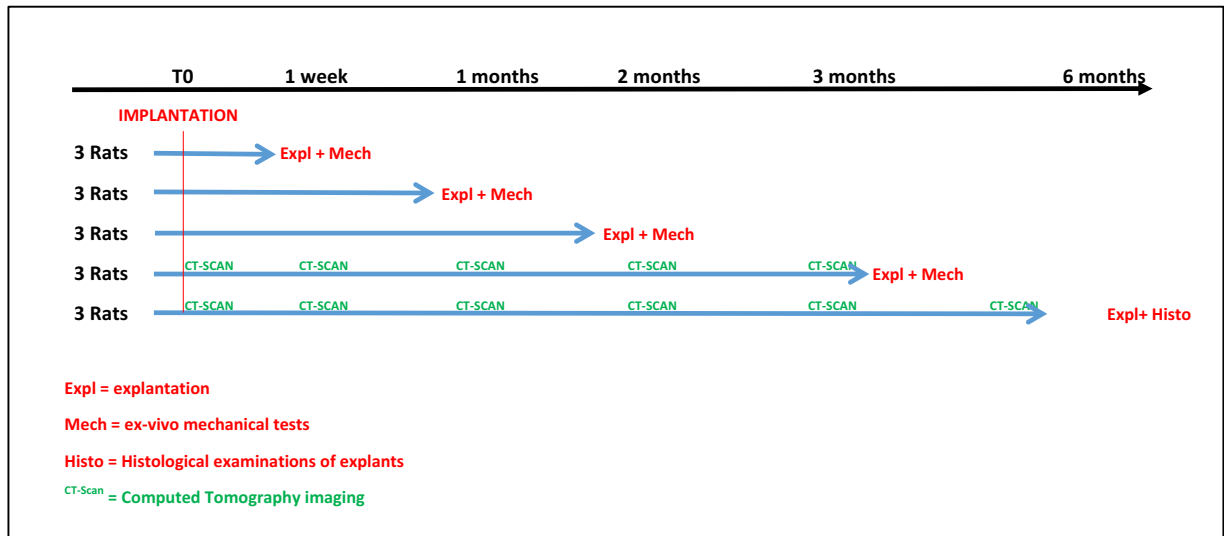 T0 1 week 1 months 2 months 3 months 6 months
IMPLANTATION
3 Rats Expl + Mech
3 Rats Expl + Mech
3 Rats Expl + Mech
3 Rats CT-SCAN CT-SCAN CT-SCAN CT-SCAN CT-SCAN Expl + Mech
3 Rats CT-SCAN CT-SCAN CT-SCAN CT-SCAN CT-SCAN CT-SCAN Expl+ Histo
Expl = explantation
Mech = ex-vivo mechanical tests
Histo = Histological examinations of explants
CT-Scan = Computed Tomography imaging